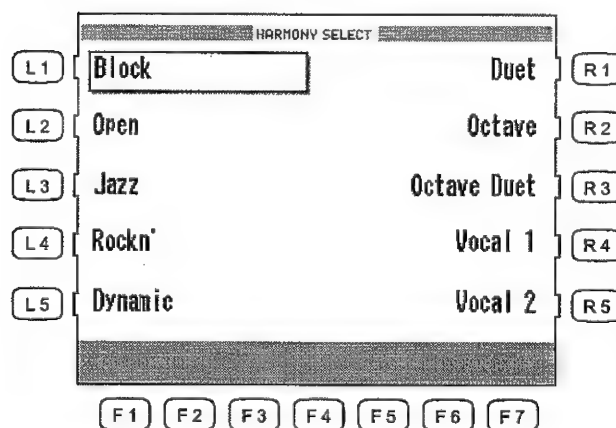 HARMONY SELECT
L1 Block Duet R1
L2 Open Octave R2
L3 Jazz Octave Duet R3
L4 Rockn' Vocal 1 R4
L5 Dynamic Vocal 2 R5
F1 F2 F3 F4 F5 F6 F7